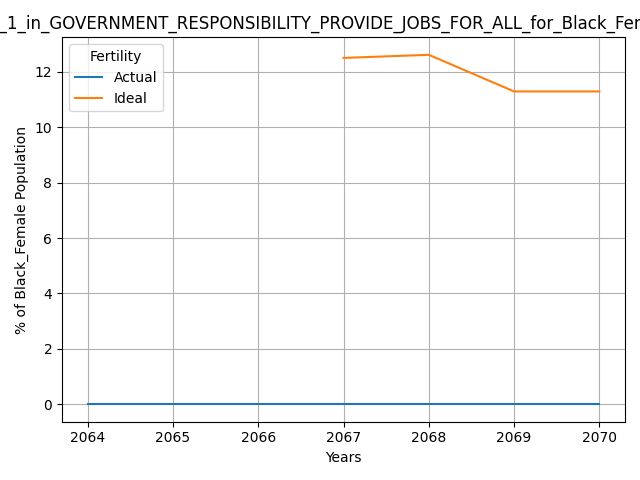 _1_in_GOVERNMENT_RESPONSIBILITY_PROVIDE_JOBS_FOR_ALL_for_Black_Fer
Fertility
Actual
Ideal
12
10
8
6
4
2
0
% of Black_Female Population
2064 2065 2066 2067 2068 2069 2070
Years